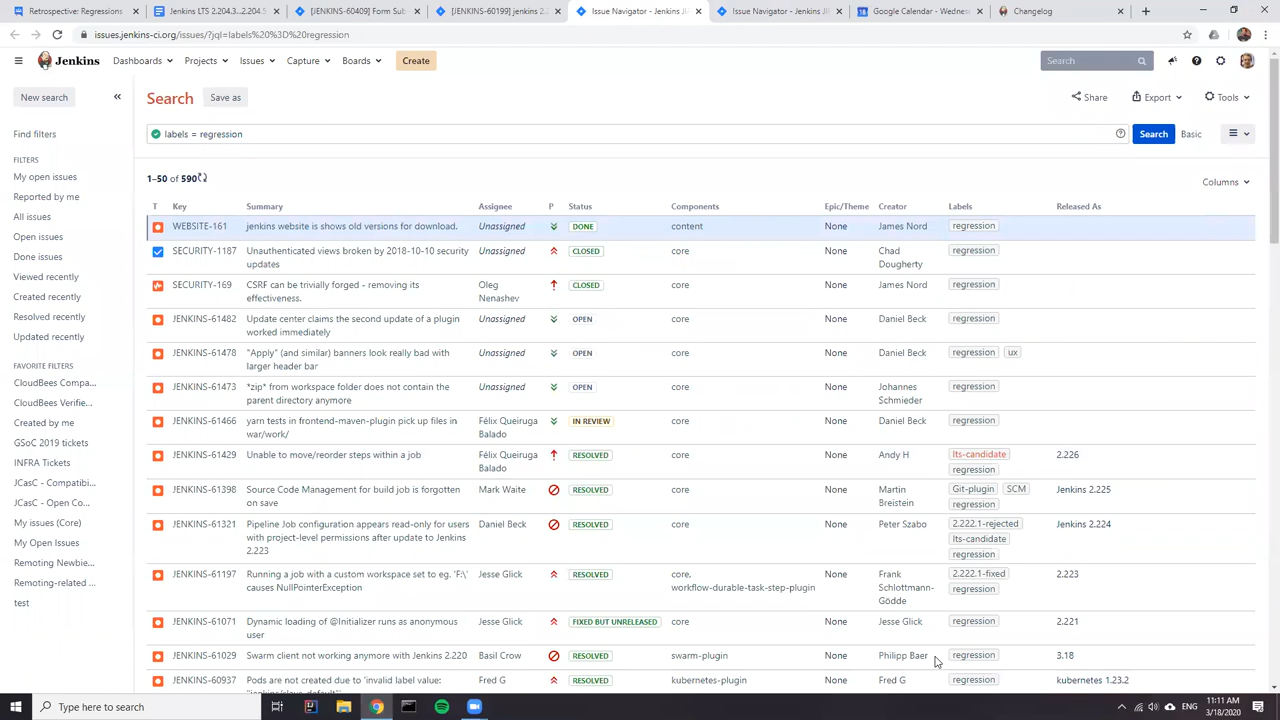 Retrospective: Regressions
Jenkins LTS 2.204.3...2.204.5
[JENKINS-60409] Form Sub
[JENKINS-60199] jenkins 2.
Issue Navigator - Jenkins JI
Issue Navigator - Jenkins JI
Google Calendar - Wednes
Changelog
issues.jenkins-ci.org/issues/?jql=labels%20%3D%20regression
Jenkins
Dashboards
Projects
Issues
Capture
Boards
Create
Search
New search
Search
Save as
Share
Export
Tools
Find filters
labels = regression
Search
Basic
FILTERS
My open issues
Reported by me
All issues
Open issues
Done issues
Viewed recently
Created recently
Resolved recently
Updated recently
FAVORITE FILTERS
CloudBees Compa...
CloudBees Verifie...
Created by me
GSoC 2019 tickets
INFRA Tickets
JCasC - Compatibi...
JCasC - Open Co...
My issues (Core)
My Open Issues
Remoting Newbie...
Remoting-related ...
test
1–50 of 590
Columns
T Key Summary Assignee P Status Components Epic/Theme Creator Labels Released As
WEBSITE-161 jenkins website is shows old versions for download. Unassigned DONE content None James Nord regression
SECURITY-1187 Unauthenticated views broken by 2018-10-10 security Unassigned CLOSED core None Chad regression
updates Dougherty
SECURITY-169 CSRF can be trivially forged - removing its Oleg CLOSED core None James Nord regression
effectiveness. Nenashev
JENKINS-61482 Update center claims the second update of a plugin Unassigned OPEN core None Daniel Beck regression
worked immediately
JENKINS-61478 "Apply" (and similar) banners look really bad with Unassigned OPEN core None Daniel Beck regression ux
larger header bar
JENKINS-61473 *zip* from workspace folder does not contain the Unassigned OPEN core None Johannes regression
parent directory anymore Schmieder
JENKINS-61466 yarn tests in frontend-maven-plugin pick up files in Félix Queiruga IN REVIEW core None Daniel Beck regression
war/work/ Balado
JENKINS-61429 Unable to move/reorder steps within a job Félix Queiruga RESOLVED core None Andy H lts-candidate 2.226
Balado regression
JENKINS-61398 Source Code Management for build job is forgotten Mark Waite RESOLVED core None Martin Git-plugin SCM Jenkins 2.225
on save Breistein regression
JENKINS-61321 Pipeline Job configuration appears read-only for users Daniel Beck RESOLVED core None Peter Szabo 2.222.1-rejected Jenkins 2.224
with project-level permissions after update to Jenkins lts-candidate
2.223 regression
JENKINS-61197 Running a job with a custom workspace set to eg. 'F:\' Jesse Glick RESOLVED core, None Frank 2.222.1-fixed 2.223
causes NullPointerException workflow-durable-task-step-plugin Schlottmann- regression
Gödde
JENKINS-61071 Dynamic loading of @Initializer runs as anonymous Jesse Glick FIXED BUT UNRELEASED core None Jesse Glick regression 2.221
user
JENKINS-61029 Swarm client not working anymore with Jenkins 2.220 Basil Crow RESOLVED swarm-plugin None Philipp Baer regression 3.18
JENKINS-60937 Pods are not created due to 'invalid label value: Fred G RESOLVED kubernetes-plugin None Fred G regression kubernetes 1.23.2
"jenkins/slave-default"'
Type here to search
ENG
11:11 AM
3/18/2020